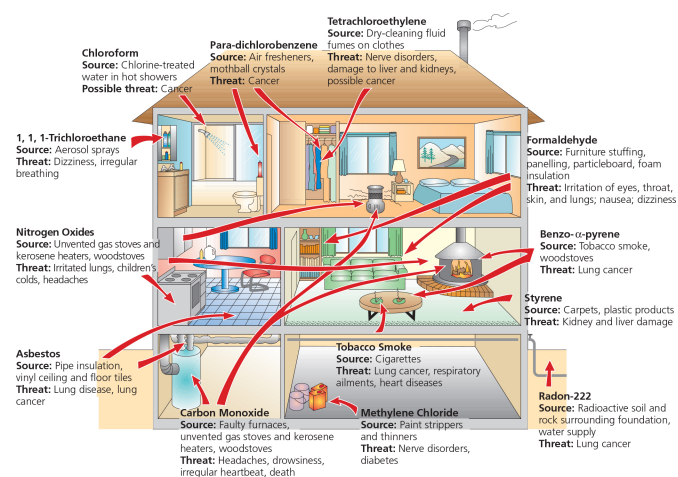 Tetrachloroethylene
Source: Dry-cleaning fluid
fumes on clothes
Threat: Nerve disorders,
damage to liver and kidneys,
possible cancer
Para-dichlorobenzene
Source: Air fresheners,
mothball crystals
Threat: Cancer
Chloroform
Source: Chlorine-treated
water in hot showers
Possible threat: Cancer
1, 1, 1-Trichloroethane
Source: Aerosol sprays
Threat: Dizziness, irregular
breathing
Formaldehyde
Source: Furniture stuffing,
panelling, particleboard, foam
insulation
Threat: Irritation of eyes, throat,
skin, and lungs; nausea; dizziness
Nitrogen Oxides
Source: Unvented gas stoves and
kerosene heaters, woodstoves
Threat: Irritated lungs, children's
colds, headaches
Benzo-α-pyrene
Source: Tobacco smoke,
woodstoves
Threat: Lung cancer
Styrene
Source: Carpets, plastic products
Threat: Kidney and liver damage
Asbestos
Source: Pipe insulation,
vinyl ceiling and floor tiles
Threat: Lung disease, lung
cancer
Tobacco Smoke
Source: Cigarettes
Threat: Lung cancer, respiratory
ailments, heart diseases
Carbon Monoxide
Source: Faulty furnaces,
unvented gas stoves and kerosene
heaters, woodstoves
Threat: Headaches, drowsiness,
irregular heartbeat, death
Methylene Chloride
Source: Paint strippers
and thinners
Threat: Nerve disorders,
diabetes
Radon-222
Source: Radioactive soil and
rock surrounding foundation,
water supply
Threat: Lung cancer